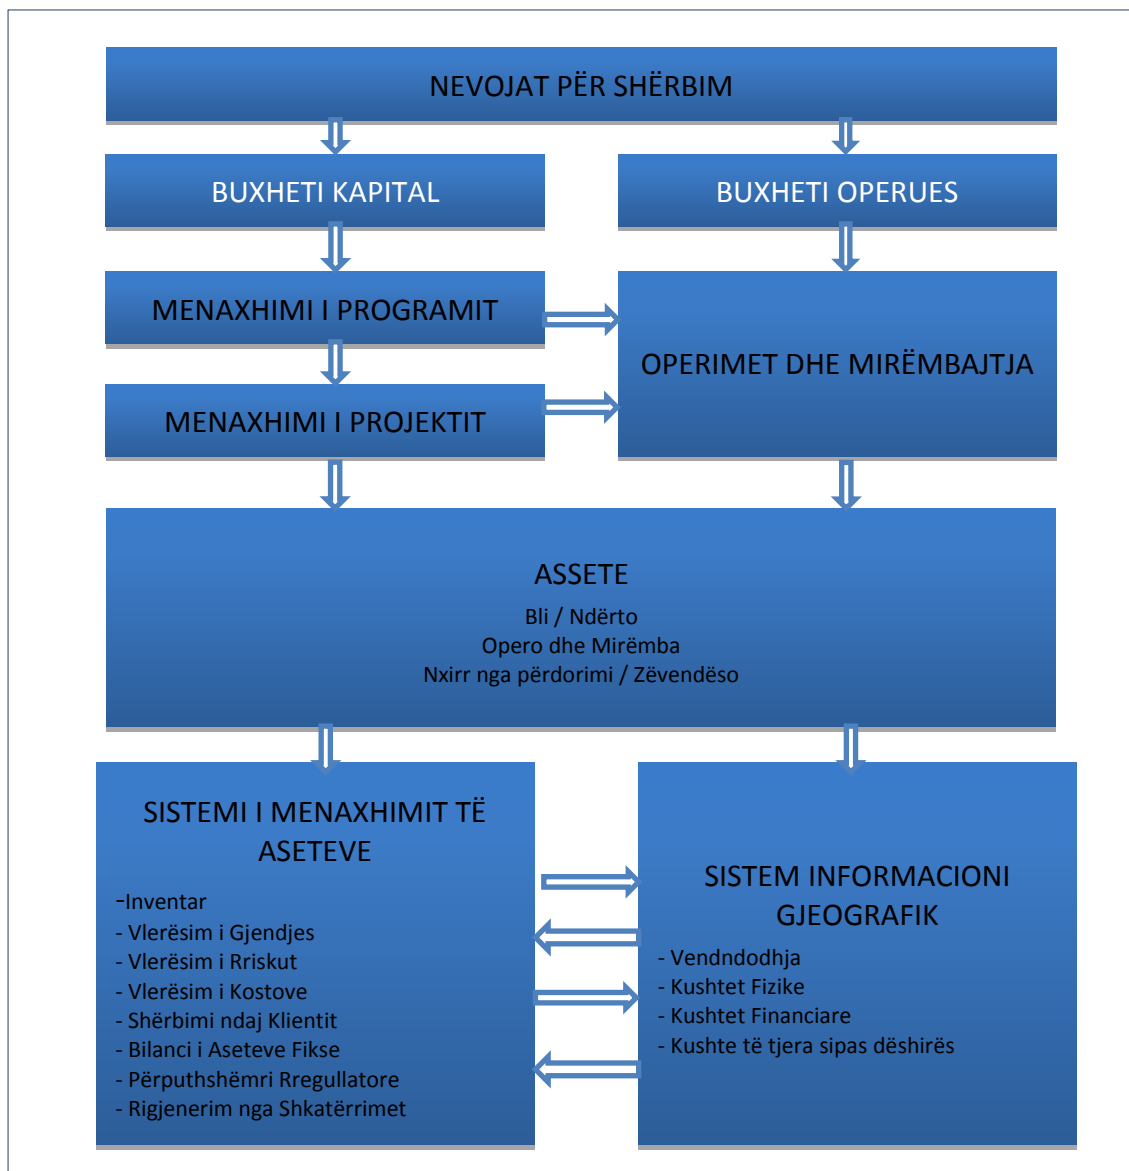 NEVOJAT PËR SHËRBIM
BUXHETI KAPITAL
BUXHETI OPERUES
MENAXHIMI I PROGRAMIT
OPERIMET DHE MIRËMBAJTJA
MENAXHIMI I PROJEKTIT
ASSETE
Bli / Ndërto
Opero dhe Mirëmba
Nxirr nga përdorimi / Zëvendëso
SISTEMI I MENAXHIMIT TË
ASETEVE
-Inventar
- Vlerësim i Gjendjes
- Vlerësim i Rriskut
- Vlerësim i Kostove
- Shërbimi ndaj Klientit
- Bilanci i Aseteve Fikse
- Përputhshëmri Rregullatore
- Rigjenerim nga Shkatërrimet
SISTEM INFORMACIONI
GJEOGRAFIK
- Vendndodhja
- Kushtet Fizike
- Kushtet Financiare
- Kushte të tjera sipas dëshirës